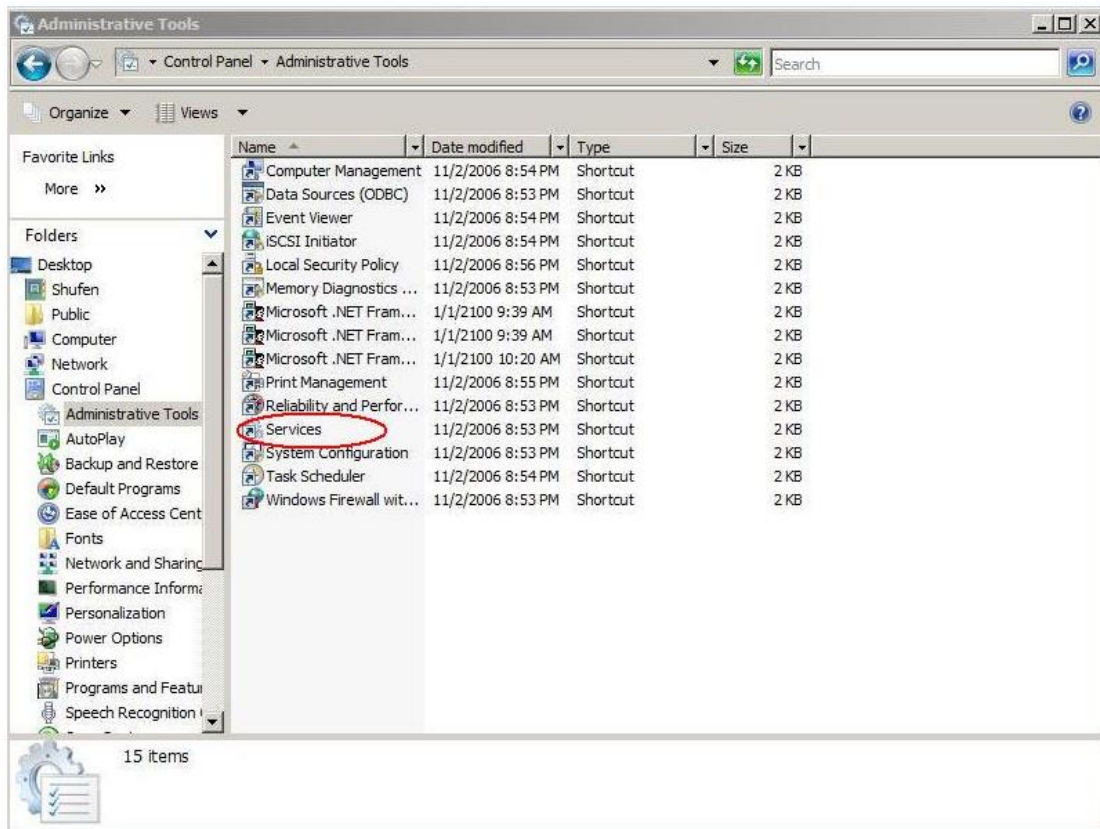 Administrative Tools
Control Panel Administrative Tools
Search
Organize Views
Favorite Links
More »
Folders
Desktop
Shufen
Public
Computer
Network
Control Panel
Administrative Tools
AutoPlay
Backup and Restore
Default Programs
Ease of Access Cent
Fonts
Network and Sharing
Performance Informa
Personalization
Power Options
Printers
Programs and Featur
Speech Recognition
Name Date modified Type Size
Computer Management 11/2/2006 8:54 PM Shortcut 2 KB
Data Sources (ODBC) 11/2/2006 8:53 PM Shortcut 2 KB
Event Viewer 11/2/2006 8:54 PM Shortcut 2 KB
iSCSI Initiator 11/2/2006 8:54 PM Shortcut 2 KB
Local Security Policy 11/2/2006 8:56 PM Shortcut 2 KB
Memory Diagnostics ... 11/2/2006 8:53 PM Shortcut 2 KB
Microsoft .NET Fram... 1/1/2100 9:39 AM Shortcut 2 KB
Microsoft .NET Fram... 1/1/2100 9:39 AM Shortcut 2 KB
Microsoft .NET Fram... 1/1/2100 10:20 AM Shortcut 2 KB
Print Management 11/2/2006 8:55 PM Shortcut 2 KB
Reliability and Perfor... 11/2/2006 8:53 PM Shortcut 2 KB
Services 11/2/2006 8:53 PM Shortcut 2 KB
System Configuration 11/2/2006 8:53 PM Shortcut 2 KB
Task Scheduler 11/2/2006 8:54 PM Shortcut 2 KB
Windows Firewall wit... 11/2/2006 8:53 PM Shortcut 2 KB
15 items